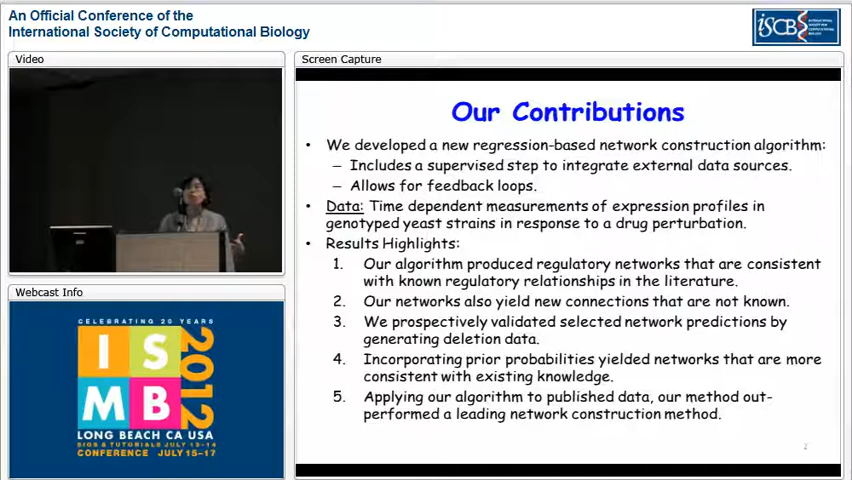 An Official Conference of the
International Society of Computational Biology
iSCB
INTERNATIONAL
SOCIETY FOR
COMPUTATIONAL
BIOLOGY
Video
Screen Capture
Our Contributions
• We developed a new regression-based network construction algorithm:
– Includes a supervised step to integrate external data sources.
– Allows for feedback loops.
• Data: Time dependent measurements of expression profiles in
genotyped yeast strains in response to a drug perturbation.
• Results Highlights:
1. Our algorithm produced regulatory networks that are consistent
with known regulatory relationships in the literature.
2. Our networks also yield new connections that are not known.
3. We prospectively validated selected network predictions by
generating deletion data.
4. Incorporating prior probabilities yielded networks that are more
consistent with existing knowledge.
5. Applying our algorithm to published data, our method out-
performed a leading network construction method.
2
Webcast Info
CELEBRATING 20 YEARS
IS
MB
2012
LONG BEACH CA USA
SIGS & TUTORIALS JULY 13-14
CONFERENCE JULY 15-17